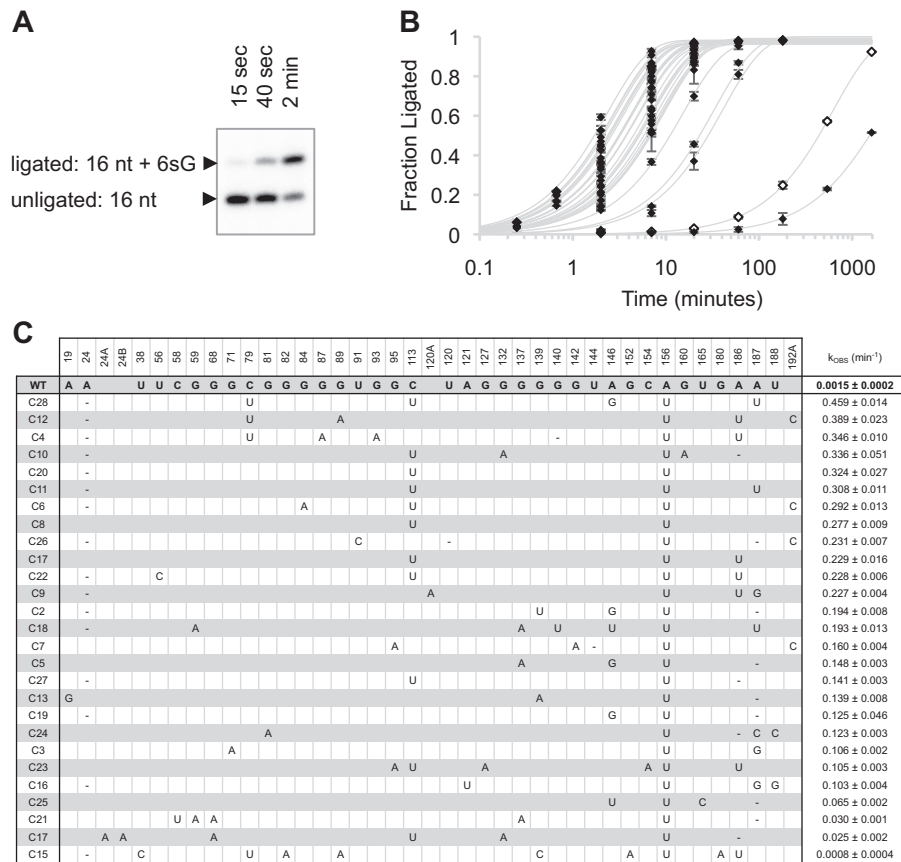 A
15 sec
40 sec
2 min
ligated: 16 nt + 6sG
unligated: 16 nt
B
Fraction Ligated
1
0.8
0.6
0.4
0.2
0
0.1 1 10 100 1000
Time (minutes)
C
19 24 24A 24B 38 56 58 59 68 71 79 81 82 84 87 89 91 93 95 113 120A 120 121 127 132 137 139 140 142 144 146 152 154 156 160 165 180 186 187 188 192A kOBS (min⁻¹)
WT A A U U C G G G C G G G G G U G G C U A G G G G G U A G C A G U G A A U 0.0015 ± 0.0002
C28 - U U G U U 0.459 ± 0.014
C12 - U A U U C 0.389 ± 0.023
C4 - U A A - U U 0.346 ± 0.010
C10 - U A U A - 0.336 ± 0.051
C20 - U U 0.324 ± 0.027
C11 - U U U 0.308 ± 0.011
C6 - A U U C 0.292 ± 0.013
C8 U U 0.277 ± 0.009
C26 - C - U - C 0.231 ± 0.007
C17 - U U U 0.229 ± 0.016
C22 - C U U U 0.228 ± 0.006
C9 - A U U G 0.227 ± 0.004
C2 - U G U - 0.194 ± 0.008
C18 - A A U U U U 0.193 ± 0.013
C7 A A - U C 0.160 ± 0.004
C5 A G U - 0.148 ± 0.003
C27 - U U - 0.141 ± 0.003
C13 G A U - 0.139 ± 0.008
C19 - G U - 0.125 ± 0.046
C24 A U - C C 0.123 ± 0.003
C3 A U G 0.106 ± 0.002
C23 A U A A U U 0.105 ± 0.003
C16 - U U G G 0.103 ± 0.004
C25 U U C - 0.065 ± 0.002
C21 U A A A U - 0.030 ± 0.001
C17 A A A U A U - 0.025 ± 0.002
C15 - C U A A C A U A U 0.0008 ± 0.0004